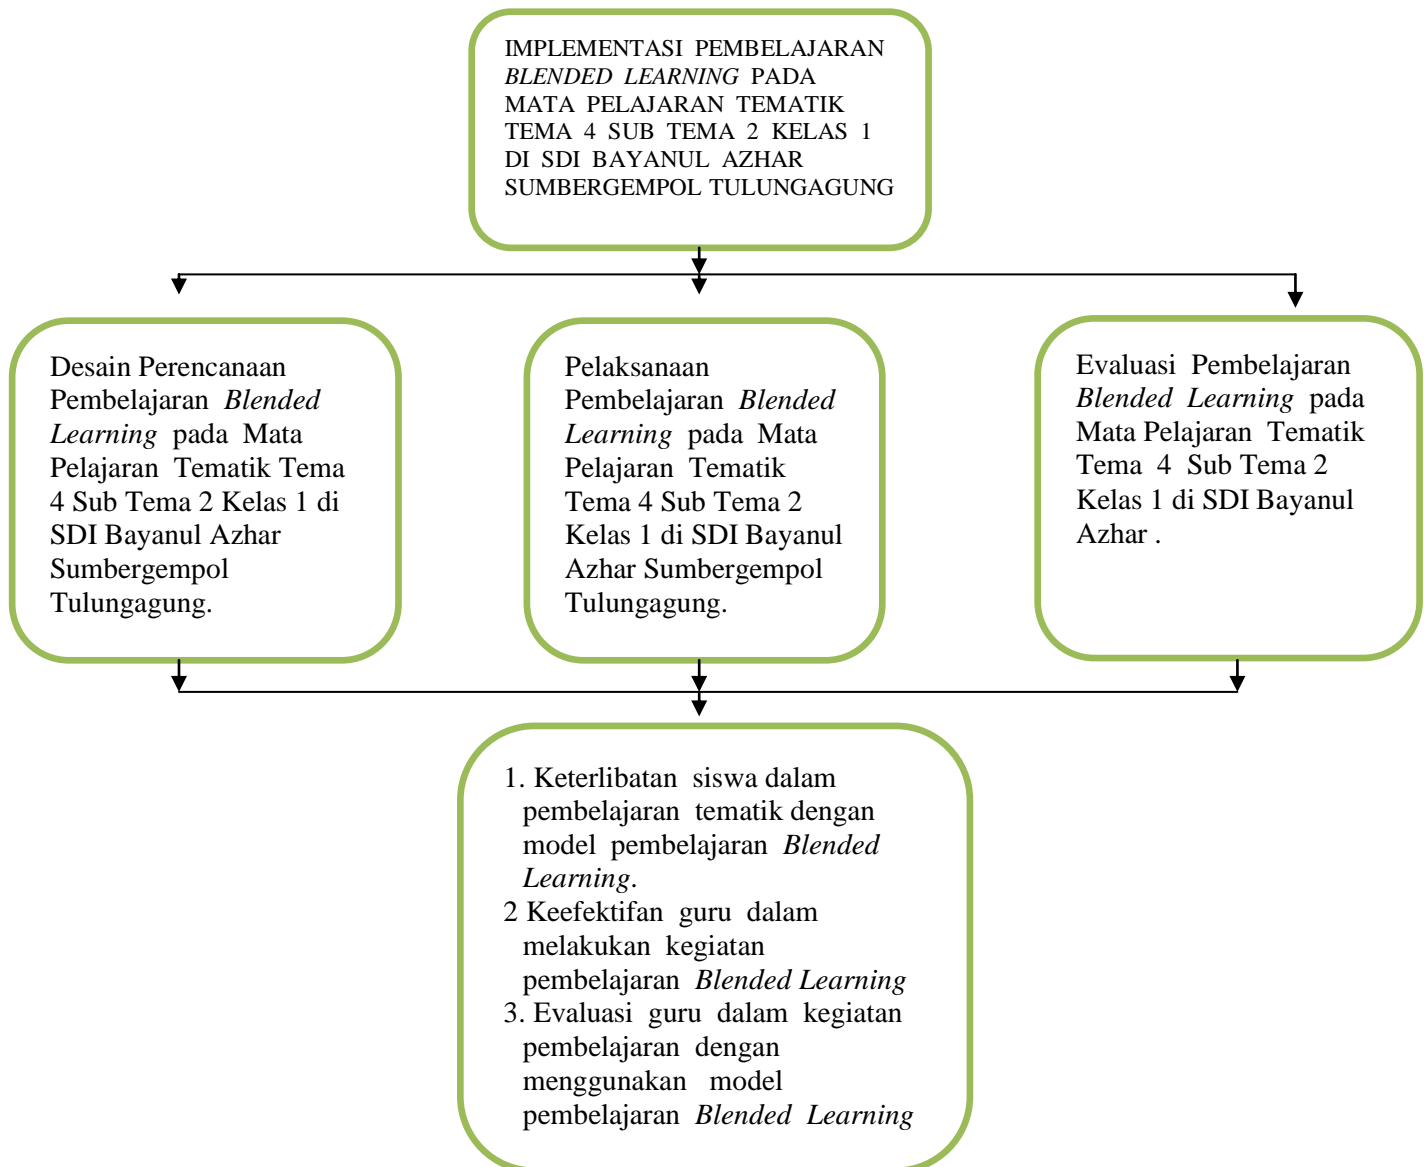 IMPLEMENTASI PEMBELAJARAN
BLENDED LEARNING PADA
MATA PELAJARAN TEMATIK
TEMA 4 SUB TEMA 2 KELAS 1
DI SDI BAYANUL AZHAR
SUMBERGEMPOL TULUNGAGUNG
Desain Perencanaan
Pembelajaran Blended
Learning pada Mata
Pelajaran Tematik Tema
4 Sub Tema 2 Kelas 1 di
SDI Bayanul Azhar
Sumbergempol
Tulungagung.
Pelaksanaan
Pembelajaran Blended
Learning pada Mata
Pelajaran Tematik
Tema 4 Sub Tema 2
Kelas 1 di SDI Bayanul
Azhar Sumbergempol
Tulungagung.
Evaluasi Pembelajaran
Blended Learning pada
Mata Pelajaran Tematik
Tema 4 Sub Tema 2
Kelas 1 di SDI Bayanul
Azhar .
1. Keterlibatan siswa dalam
pembelajaran tematik dengan
model pembelajaran Blended
Learning.
2 Keefektifan guru dalam
melakukan kegiatan
pembelajaran Blended Learning
3. Evaluasi guru dalam kegiatan
pembelajaran dengan
menggunakan model
pembelajaran Blended Learning